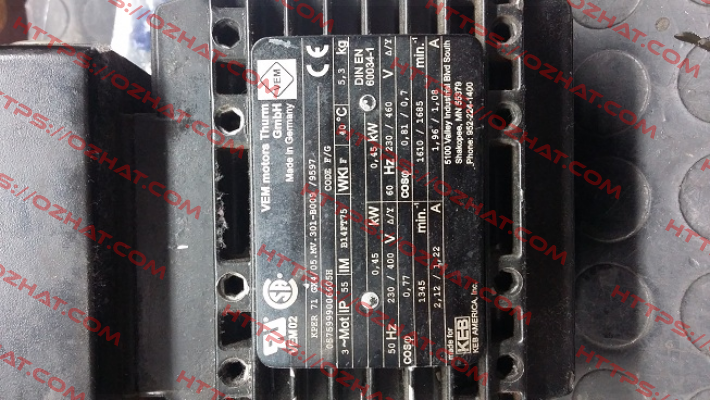 VEM
VEM motors Thurm
GmbH
Made in Germany
CE
UL
VEM02
KPER 71 GX4/05.MV.301-B009 /9597
0675999006605H CODE F/G
3 ~Mot IP 55 IM B14FT75 WKl F 40 °C 5,3 kg
0,45 kW 0,45 kW DIN EN
60034-1
50 Hz 230 / 400 V Δ/Y 60 Hz 230 / 460 V Δ/Y
cosφ 0,77 cosφ 0,81 / 0,7
1345 min.-1 1610 / 1685 min.-1
2,12 / 1,22 A 1,96 / 1,08 A
made for
KEB
KEB AMERICA, Inc.
5100 Valley Industrial Blvd South
Shakopee, MN 55379
Phone: 952-224-1400
HTTPS://OZHAT.COM